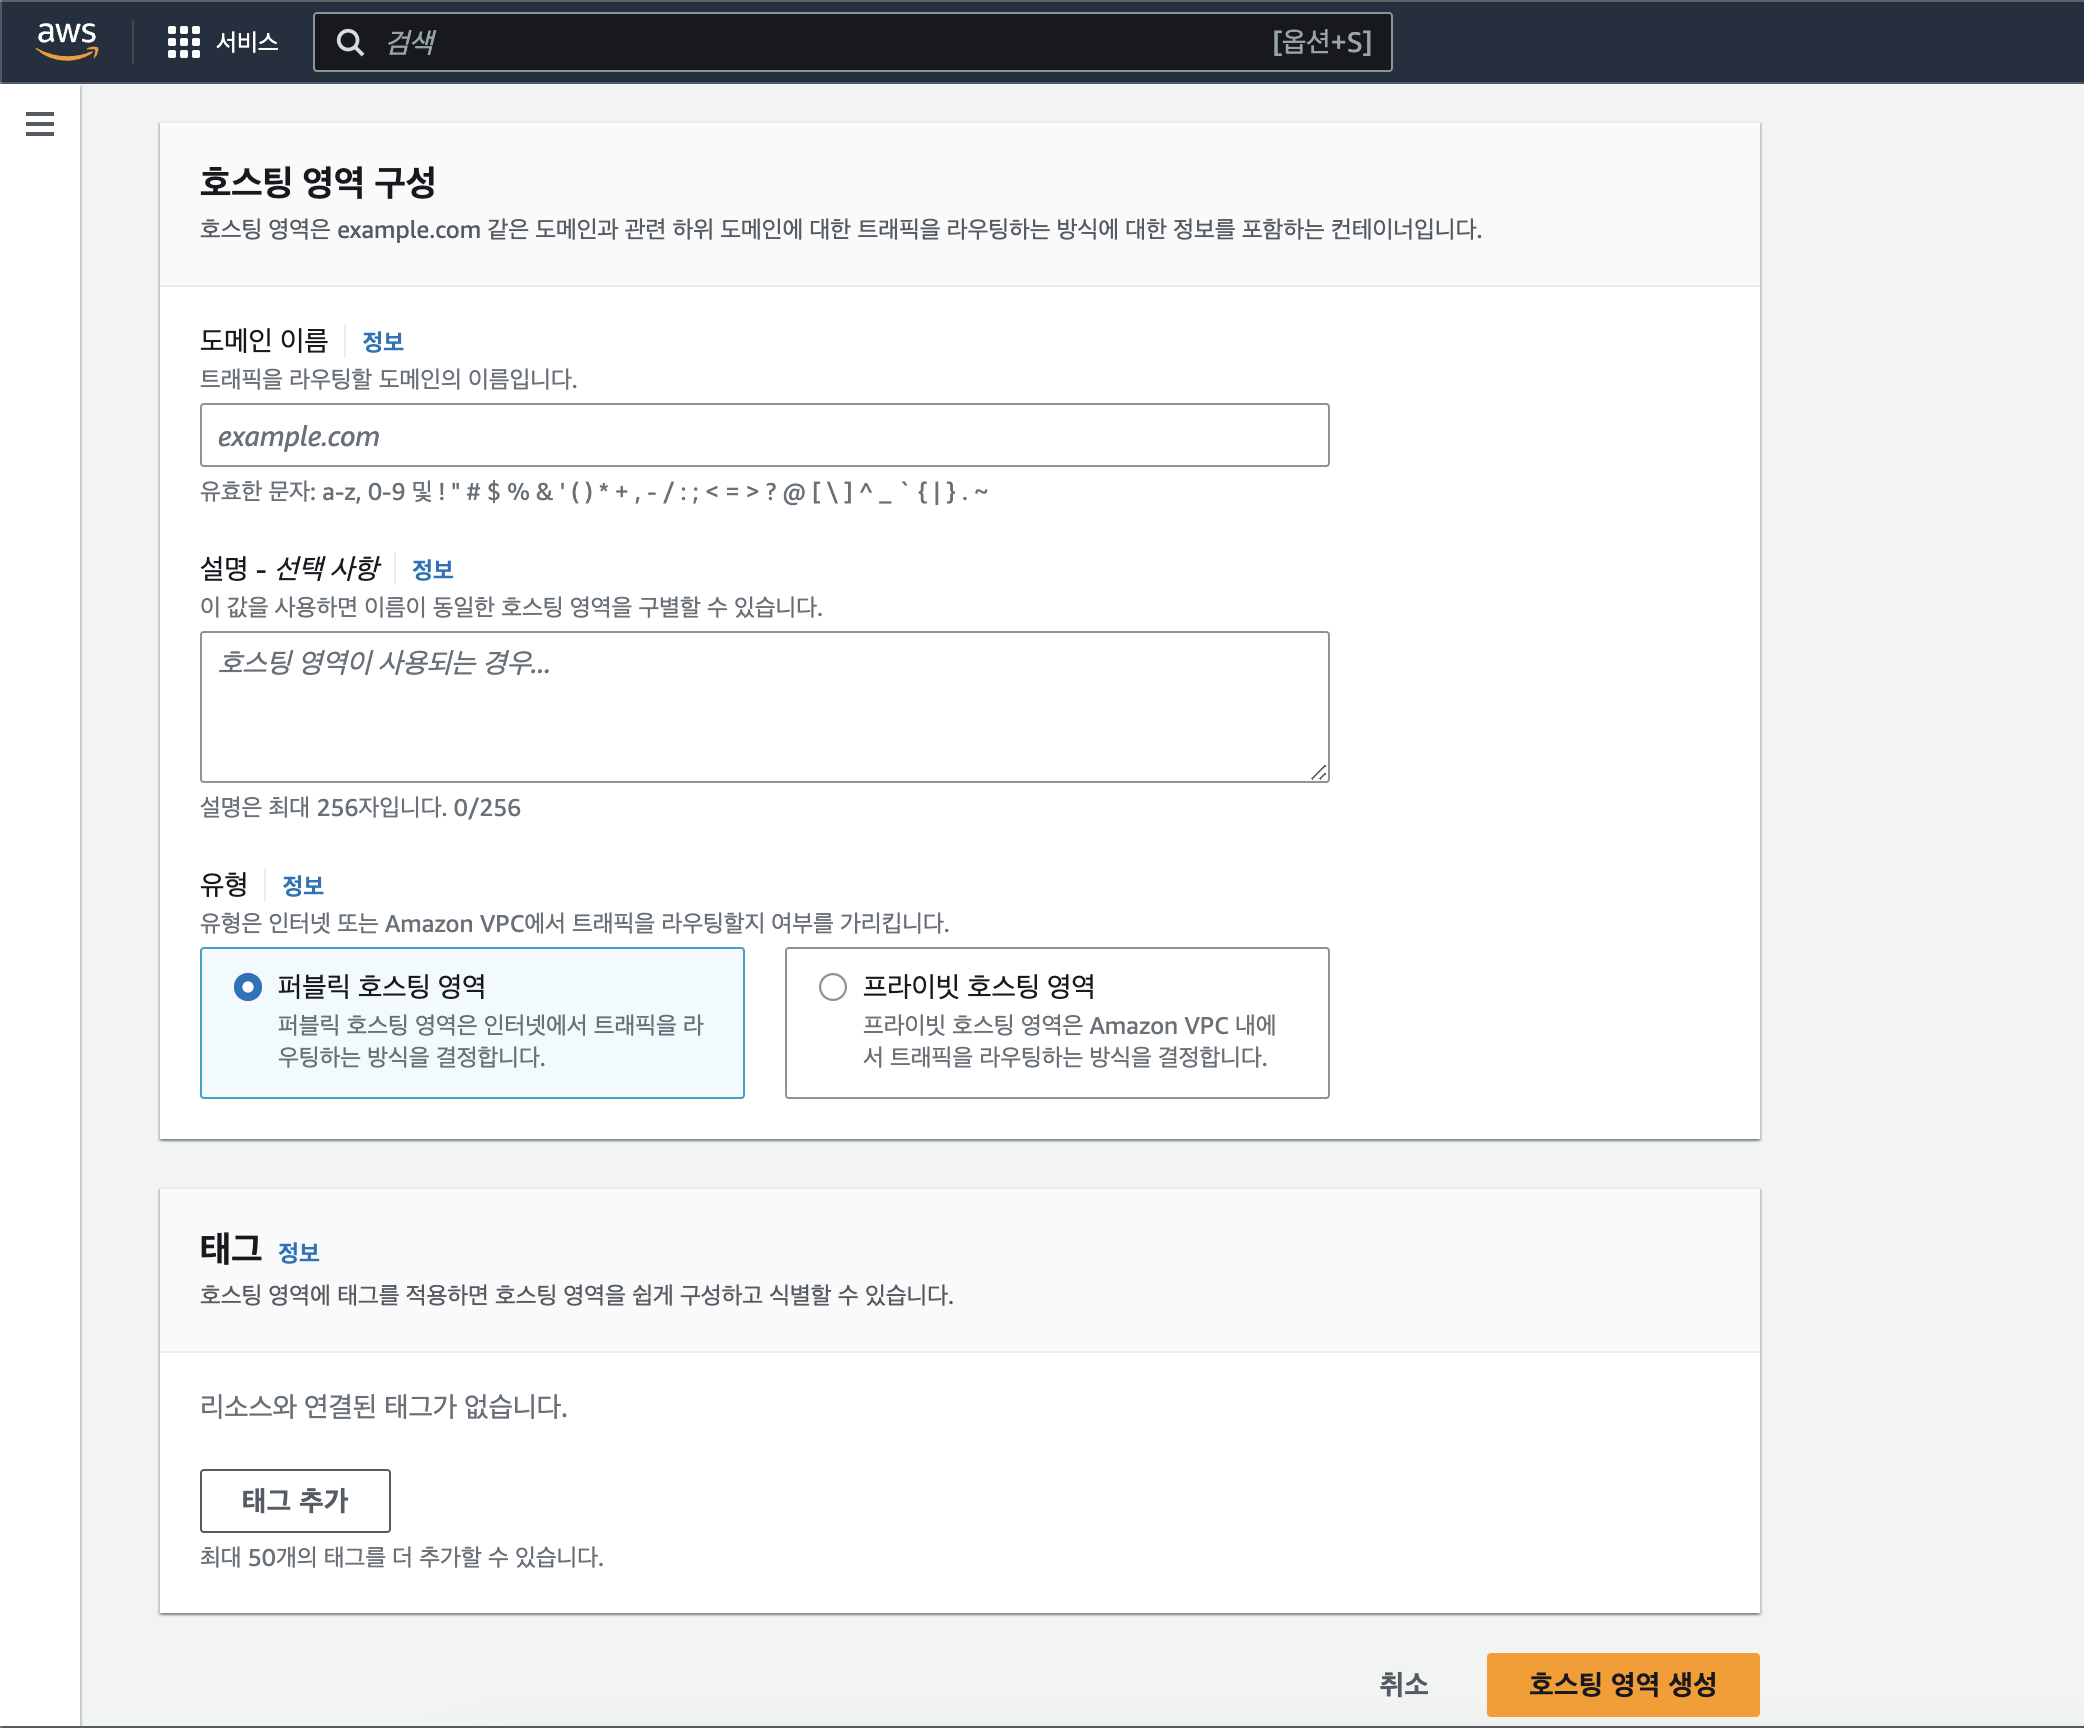 aws 서비스 검색 [옵션+S]
호스팅 영역 구성
호스팅 영역은 example.com 같은 도메인과 관련 하위 도메인에 대한 트래픽을 라우팅하는 방식에 대한 정보를 포함하는 컨테이너입니다.
도메인 이름 정보
트래픽을 라우팅할 도메인의 이름입니다.
example.com
유효한 문자: a-z, 0-9 및 ! " # $ % & ' ( ) * + , - / : ; < = > ? @ [ \ ] ^ _ ` { | } . ~
설명 - 선택 사항 정보
이 값을 사용하면 이름이 동일한 호스팅 영역을 구별할 수 있습니다.
호스팅 영역이 사용되는 경우...
설명은 최대 256자입니다. 0/256
유형 정보
유형은 인터넷 또는 Amazon VPC에서 트래픽을 라우팅할지 여부를 가리킵니다.
퍼블릭 호스팅 영역
퍼블릭 호스팅 영역은 인터넷에서 트래픽을 라
우팅하는 방식을 결정합니다.
프라이빗 호스팅 영역
프라이빗 호스팅 영역은 Amazon VPC 내에
서 트래픽을 라우팅하는 방식을 결정합니다.
태그 정보
호스팅 영역에 태그를 적용하면 호스팅 영역을 쉽게 구성하고 식별할 수 있습니다.
리소스와 연결된 태그가 없습니다.
태그 추가
최대 50개의 태그를 더 추가할 수 있습니다.
취소 호스팅 영역 생성